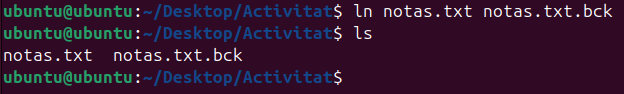 ubuntu@ubuntu:~/Desktop/Activitat$ ln notas.txt notas.txt.bck
ubuntu@ubuntu:~/Desktop/Activitat$ ls
notas.txt  notas.txt.bck
ubuntu@ubuntu:~/Desktop/Activitat$